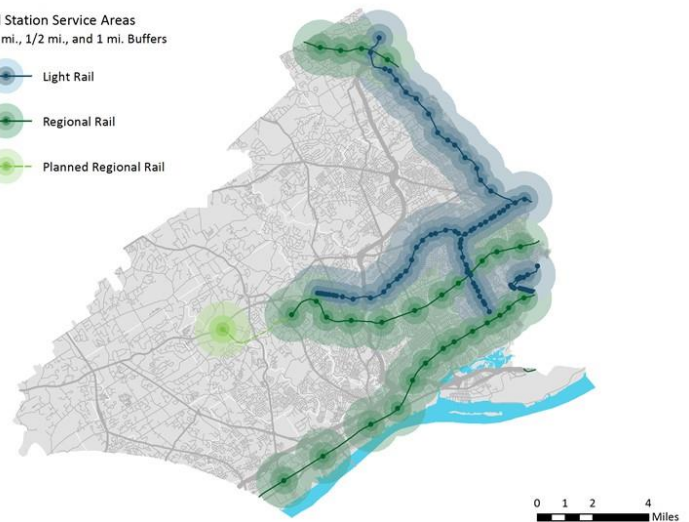 Station Service Areas
mi., 1/2 mi., and 1 mi. Buffers
Light Rail
Regional Rail
Planned Regional Rail
0 1 2 4
Miles